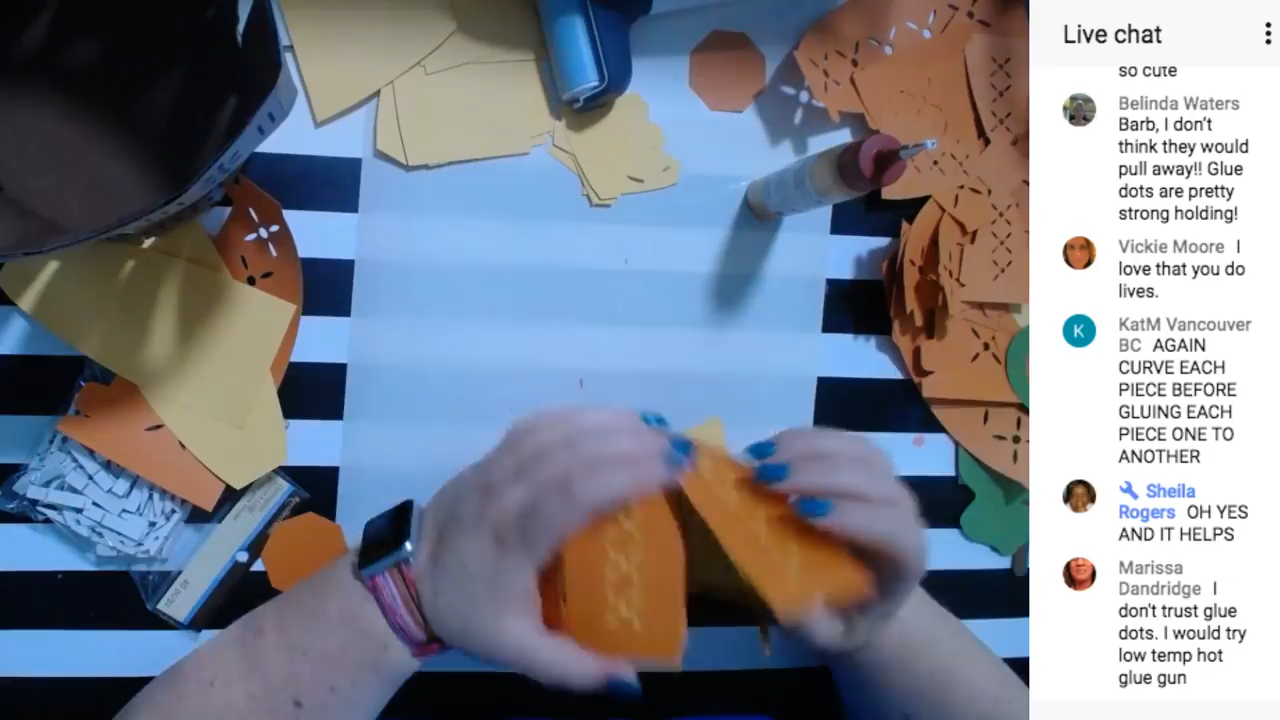 Live chat
so cute
Belinda Waters
Barb, I don't
think they would
pull away!! Glue
dots are pretty
strong holding!
Vickie Moore I
love that you do
lives.
K
KatM Vancouver
BC AGAIN
CURVE EACH
PIECE BEFORE
GLUING EACH
PIECE ONE TO
ANOTHER
Sheila
Rogers OH YES
AND IT HELPS
Marissa
Dandridge I
don't trust glue
dots. I would try
low temp hot
glue gun